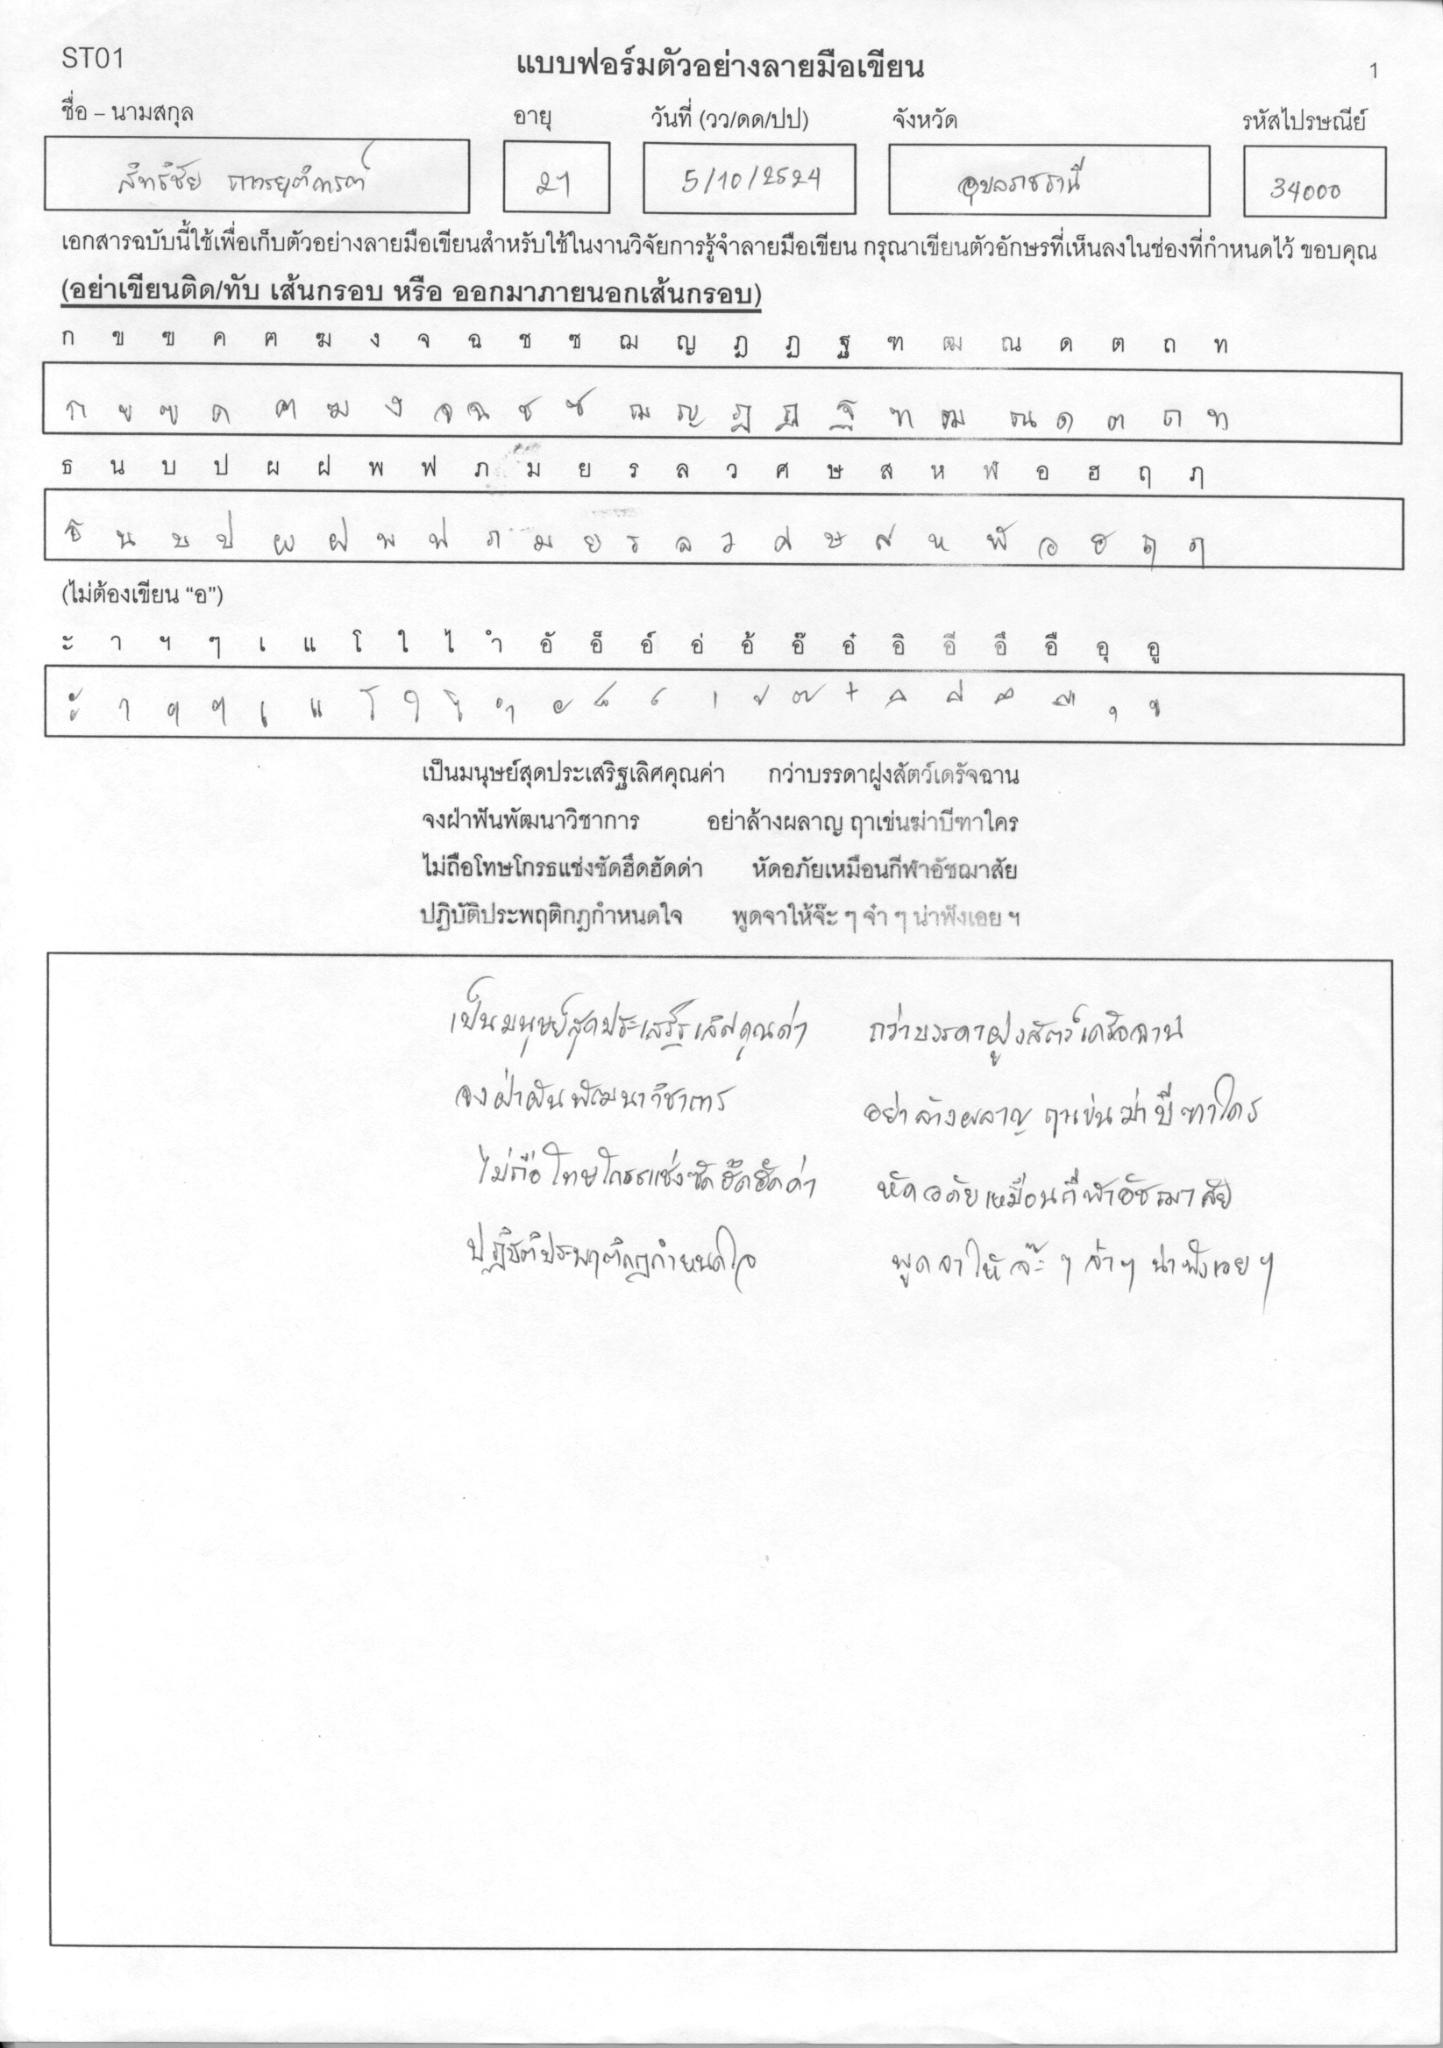 ST01
แบบฟอร์มตัวอย่างลายมือเขียน
1
ชื่อ – นามสกุล อายุ วันที่ (วว/ดด/ปป) จังหวัด รหัสไปรษณีย์
สิทธิชัย 21 5/10/2524 อุบลราชธานี 34000
เอกสารฉบับนี้ใช้เพื่อเก็บตัวอย่างลายมือเขียนสำหรับใช้ในงานวิจัยการรู้จำลายมือเขียน กรุณาเขียนตัวอักษรที่เห็นลงในช่องที่กำหนดไว้ ขอบคุณ
(อย่าเขียนติด/ทับ เส้นกรอบ หรือ ออกมาภายนอกเส้นกรอบ)
ก ข ฃ ค ฅ ฆ ง จ ฉ ช ซ ฌ ญ ฎ ฏ ฐ ฑ ฒ ณ ด ต ถ ท
ก ข ฃ ค ฅ ฆ ง จ ฉ ช ซ ฌ ญ ฎ ฏ ฐ ฑ ฒ ณ ด ต ถ ท
ธ น บ ป ผ ฝ พ ฟ ภ ม ย ร ล ว ศ ษ ส ห ฬ อ ฮ ฤ ฦ
ธ น บ ป ผ ฝ พ ฟ ภ ม ย ร ล ว ศ ษ ส ห ฬ อ ฮ ฤ ฦ
(ไม่ต้องเขียน “อ”)
ะ า ฯ ๆ เ แ โ ใ ไ ำ อั อ็ อ์ อ่ อ้ อ๊ อ๋ อิ อี อึ อื อุ อู
ะ า ฯ ๆ เ แ โ ใ ไ ำ ั ็ ์ ่ ้ ๊ ๋ ิ ี ึ ื ุ ู
เป็นมนุษย์สุดประเสริฐเลิศคุณค่า กว่าบรรดาฝูงสัตว์เดรัจฉาน
จงฝ่าฟันพัฒนาวิชาการ อย่าล้างผลาญ ฤาเข่นฆ่าบีฑาใคร
ไม่ถือโทษโกรธแช่งซัดฮึดฮัดด่า หัดอภัยเหมือนกีฬาอัชฌาสัย
ปฏิบัติประพฤติกฎกำหนดใจ พูดจาให้จ๊ะ ๆ จ๋า ๆ น่าฟังเอย ฯ
เป็นมนุษย์สุดประเสริฐเลิศคุณค่า กว่าบรรดาฝูงสัตว์เดรัจฉาน
จงฝ่าฟันพัฒนาวิชาการ อย่าล้างผลาญ ฤาเข่นฆ่าบีฑาใคร
ไม่ถือโทษโกรธแช่งซัดฮึดฮัดด่า หัดอภัยเหมือนกีฬาอัชฌาสัย
ปฏิบัติประพฤติกฎกำหนดใจ พูดจาให้จ๊ะ ๆ จ๋า ๆ น่าฟังเอย ฯ